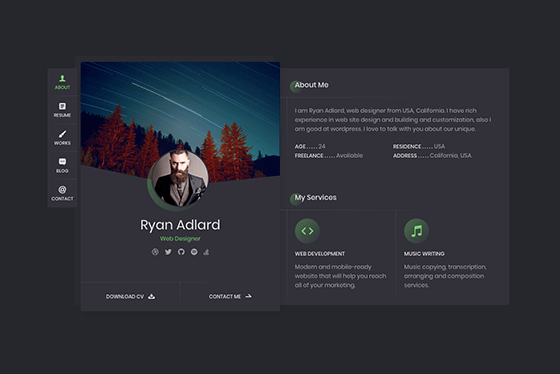 ABOUT
RESUME
WORKS
BLOG
CONTACT
Ryan Adlard
Web Designer
DOWNLOAD CV
CONTACT ME
About Me
I am Ryan Adlard, web designer from USA, California. I have rich
experience in web site design and building and customization, also I
am good at wordpress. I love to talk with you about our unique.
AGE ..... 24
RESIDENCE ..... USA
FREELANCE ..... Available
ADDRESS ..... California, USA
My Services
WEB DEVELOPMENT
Modern and mobile-ready
website that will help you reach
all of your marketing.
MUSIC WRITING
Music copying, transcription,
arranging and composition
services.